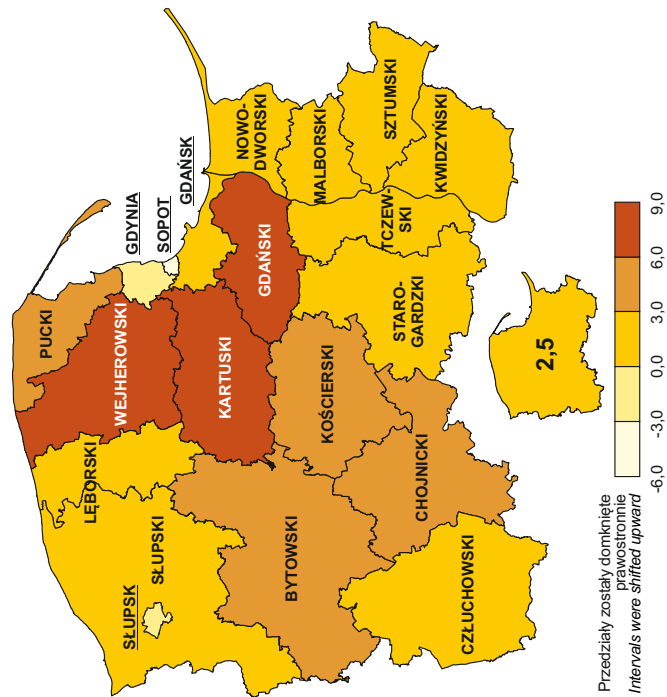 PUCKI
GDYNIA
SOPOT
GDAŃSK
WEJHEROWSKI
LĘBORSKI
SŁUPSK
SŁUPSKI
KARTUSKI
GDAŃSKI
NOWO-
DWORSKI
MALBORSKI
SZTUMSKI
KWIDZYŃSKI
TCZEW-
SKI
STARO-
GARDZKI
KOŚCIERSKI
BYTOWSKI
CHOJNICKI
CZŁUCHOWSKI
2,5
Przedziały zostały domknięte
prawostronnie
Intervals were shifted upward
-6,0 -3,0 0,0 3,0 6,0 9,0